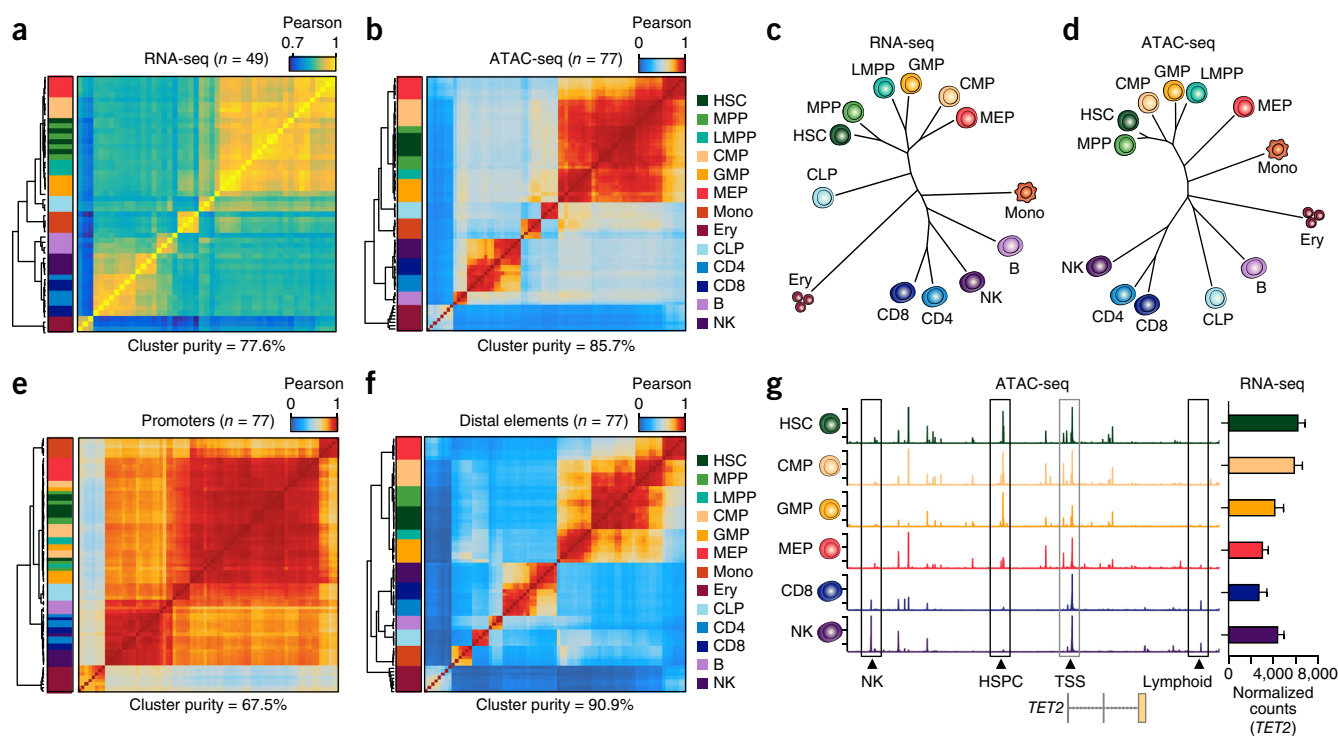 a
RNA-seq (n = 49)
Pearson
0.7 1
Cluster purity = 77.6%
b
ATAC-seq (n = 77)
Pearson
0 1
Cluster purity = 85.7%
HSC
MPP
LMPP
CMP
GMP
MEP
Mono
Ery
CLP
CD4
CD8
B
NK
c
RNA-seq
LMPP
GMP
CMP
MPP
MEP
HSC
CLP
Mono
B
Ery
NK
CD8
CD4
d
ATAC-seq
GMP
LMPP
CMP
MEP
HSC
MPP
Mono
Ery
NK
B
CD4
CD8
CLP
e
Promoters (n = 77)
Pearson
0 1
Cluster purity = 67.5%
f
Distal elements (n = 77)
Pearson
0 1
Cluster purity = 90.9%
HSC
MPP
LMPP
CMP
GMP
MEP
Mono
Ery
CLP
CD4
CD8
B
NK
g
ATAC-seq
RNA-seq
HSC
CMP
GMP
MEP
CD8
NK
NK
HSPC
TSS
Lymphoid
TET2
0 4,000 8,000
Normalized
counts
(TET2)